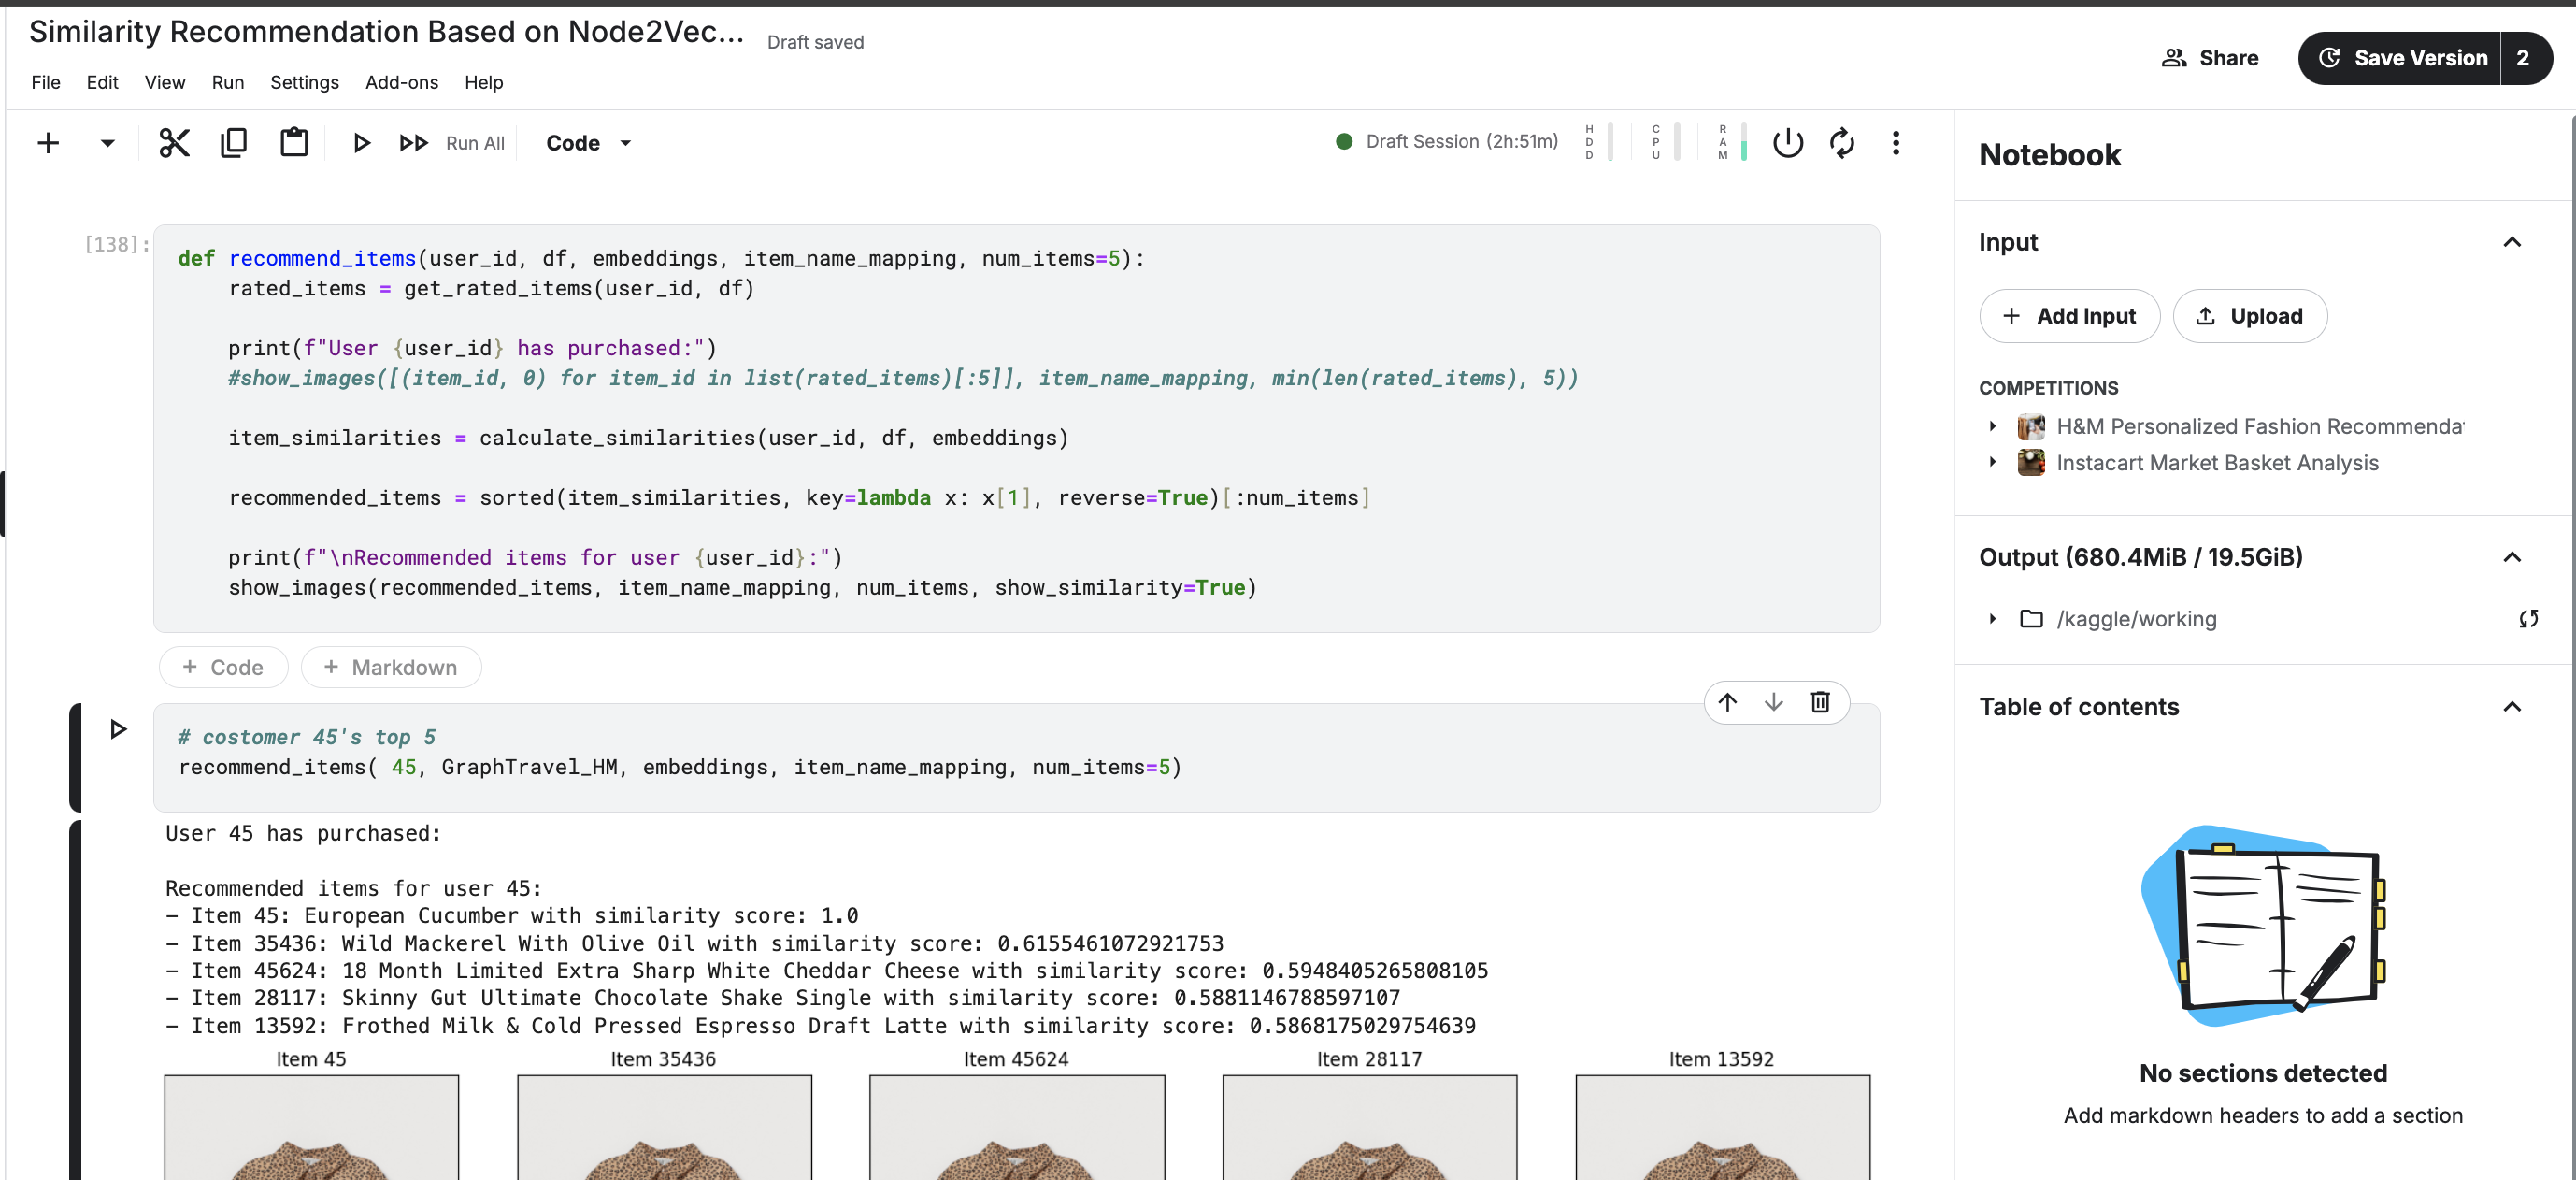 Similarity Recommendation Based on Node2Vec...
Draft saved
Share
Save Version
2
File Edit View Run Settings Add-ons Help
Run All
Code
Draft Session (2h:51m)
HDD
CPU
RAM
[138]:
def recommend_items(user_id, df, embeddings, item_name_mapping, num_items=5):
    rated_items = get_rated_items(user_id, df)
    print(f"User {user_id} has purchased:")
    #show_images([(item_id, 0) for item_id in list(rated_items)[:5]], item_name_mapping, min(len(rated_items), 5))
    item_similarities = calculate_similarities(user_id, df, embeddings)
    recommended_items = sorted(item_similarities, key=lambda x: x[1], reverse=True)[:num_items]
    print(f"\nRecommended items for user {user_id}:")
    show_images(recommended_items, item_name_mapping, num_items, show_similarity=True)
+ Code
+ Markdown
# costomer 45's top 5
recommend_items( 45, GraphTravel_HM, embeddings, item_name_mapping, num_items=5)
User 45 has purchased:
Recommended items for user 45:
- Item 45: European Cucumber with similarity score: 1.0
- Item 35436: Wild Mackerel With Olive Oil with similarity score: 0.6155461072921753
- Item 45624: 18 Month Limited Extra Sharp White Cheddar Cheese with similarity score: 0.5948405265808105
- Item 28117: Skinny Gut Ultimate Chocolate Shake Single with similarity score: 0.5881146788597107
- Item 13592: Frothed Milk & Cold Pressed Espresso Draft Latte with similarity score: 0.5868175029754639
Item 45
Item 35436
Item 45624
Item 28117
Item 13592
Notebook
Input
+ Add Input
Upload
COMPETITIONS
H&M Personalized Fashion Recommenda
Instacart Market Basket Analysis
Output (680.4MiB / 19.5GiB)
/kaggle/working
Table of contents
No sections detected
Add markdown headers to add a section